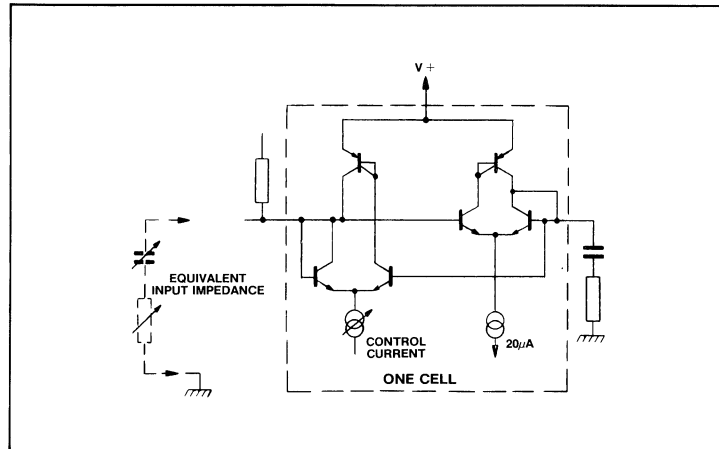 V +
EQUIVALENT
INPUT IMPEDANCE
CONTROL
CURRENT
20μA
ONE CELL